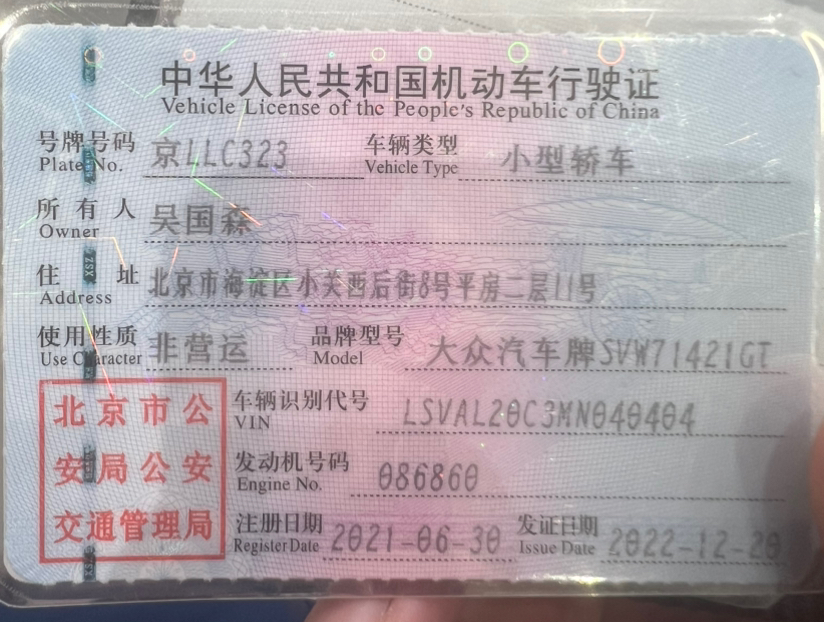 中华人民共和国机动车行驶证
Vehicle License of the People's Republic of China
号牌号码 京LLC323 车辆类型 小型轿车
Plate No. Vehicle Type
所有人 吴国森
Owner
住址 北京市海淀区小关西后街8号平房二层11号
Address
使用性质 非营运 品牌型号 大众汽车牌SVW71421GT
Use Character Model
北京市公 车辆识别代号 LSVAL20C3MN040404
VIN
安局公安 发动机号码 086860
Engine No.
交通管理局 注册日期 2021-06-30 发证日期 2022-12-20
Register Date Issue Date